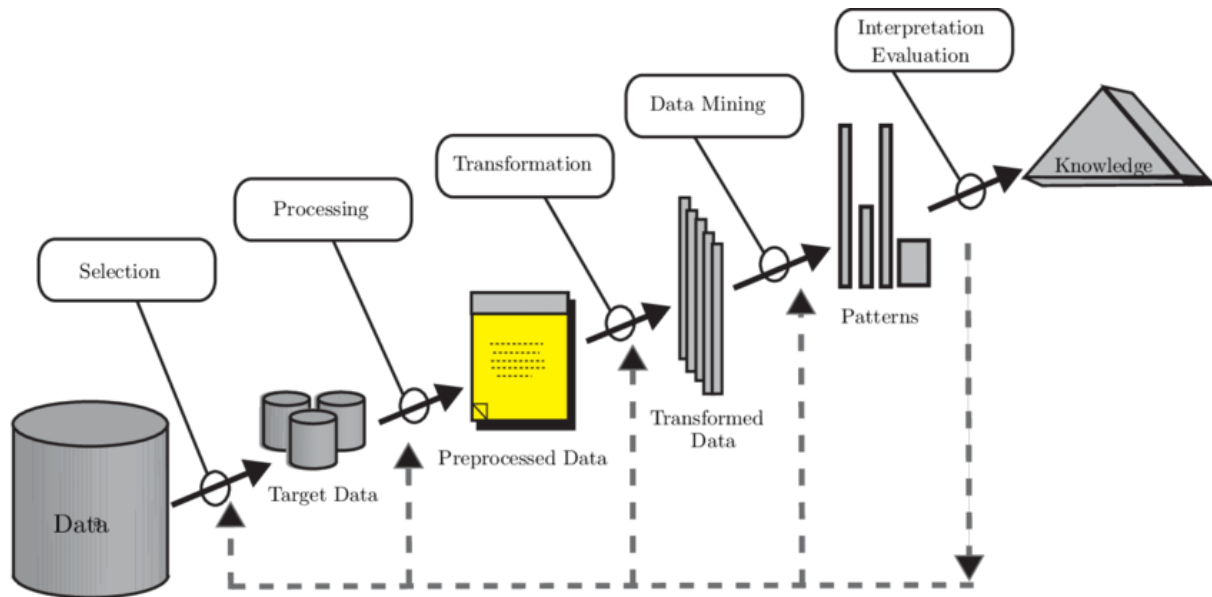 Interpretation
Evaluation
Data Mining
Transformation
Processing
Selection
Knowledge
Patterns
Transformed
Data
Preprocessed Data
Target Data
Data